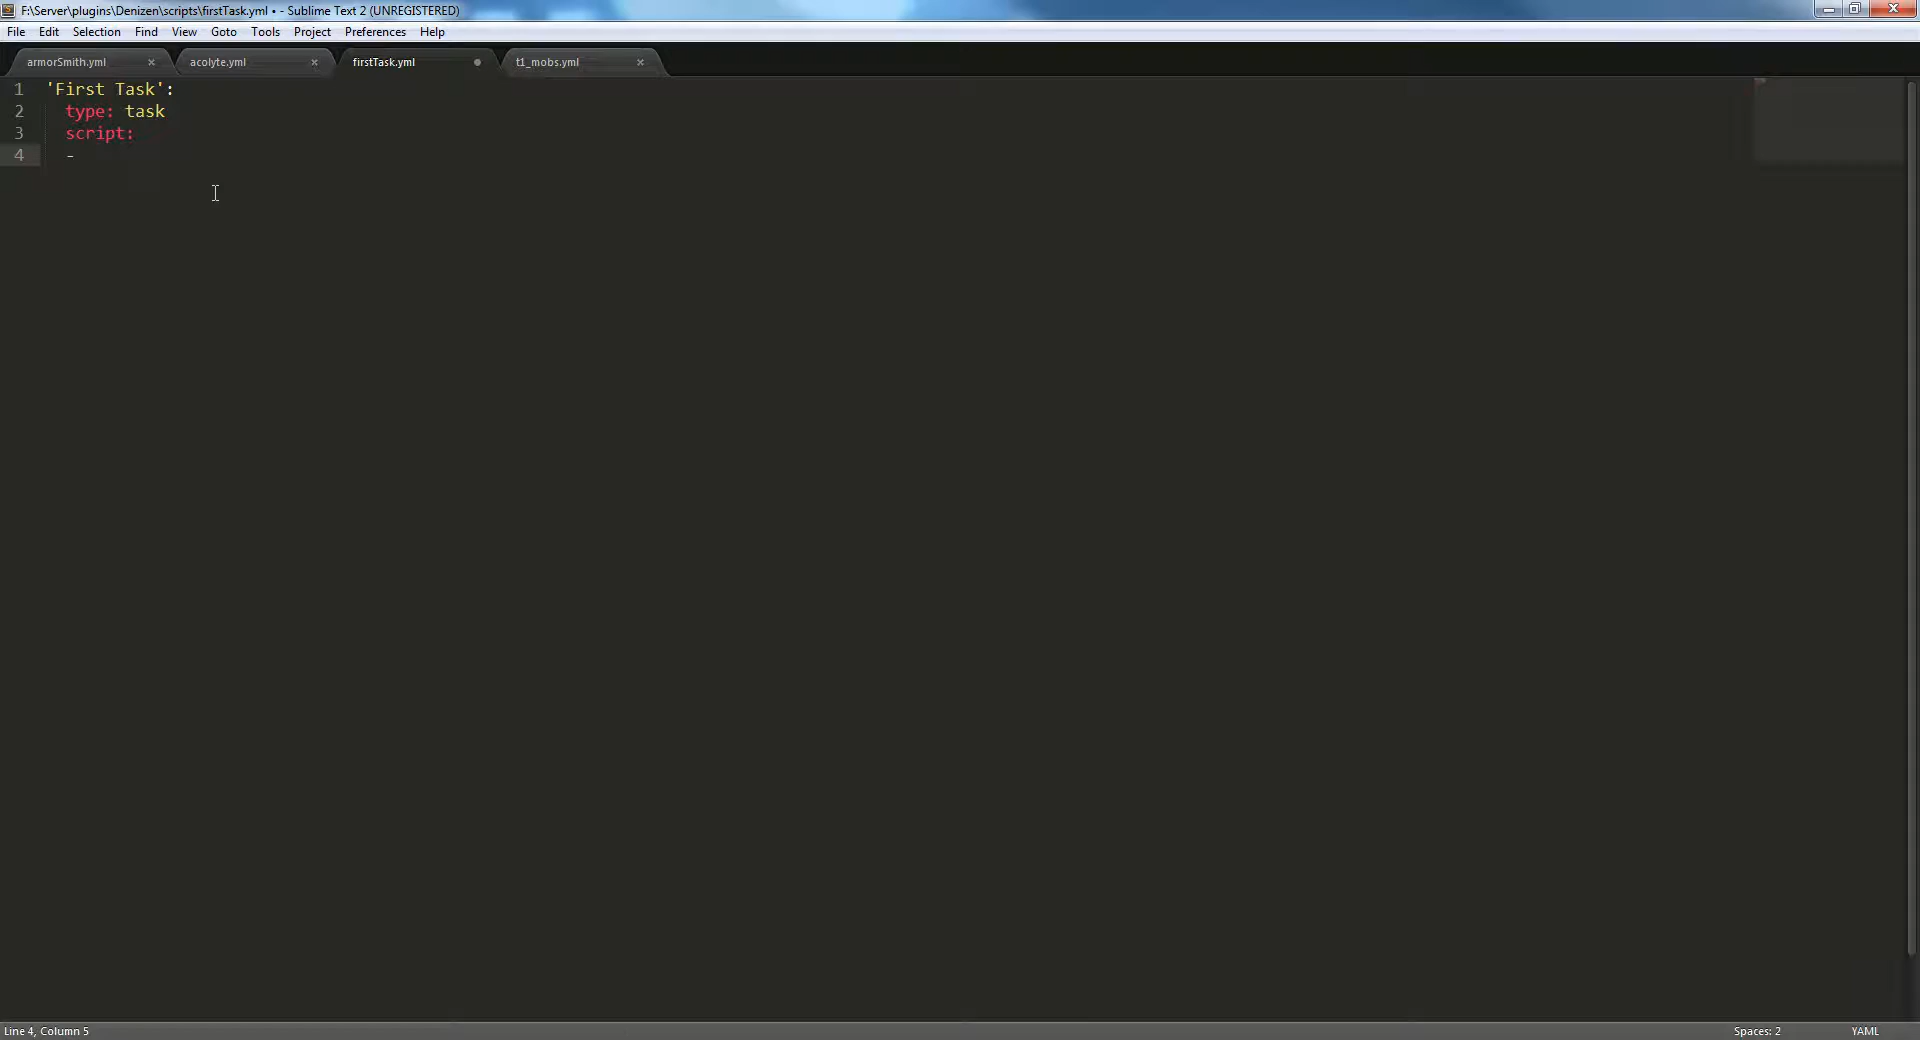 F:\Server\plugins\Denizen\scripts\firstTask.yml • - Sublime Text 2 (UNREGISTERED)
File Edit Selection Find View Goto Tools Project Preferences Help
armorSmith.yml × acolyte.yml × firstTask.yml t1_mobs.yml ×
1 'First Task':
2 type: task
3 script:
4 -
Line 4, Column 5 Spaces: 2 YAML